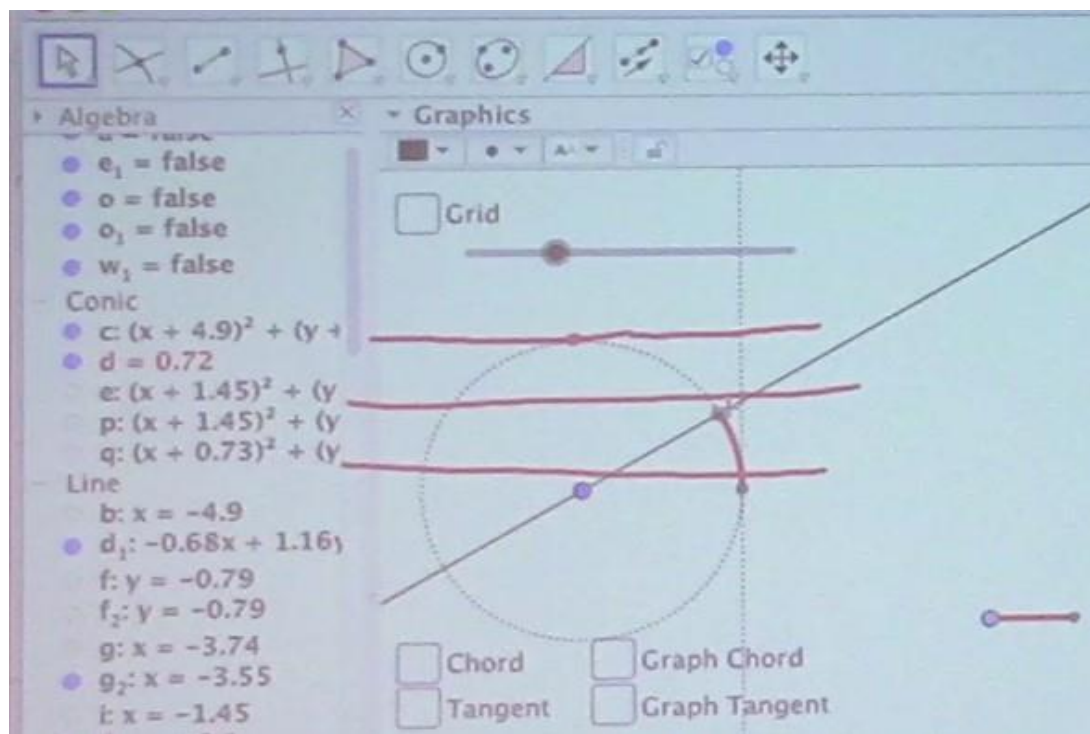 Algebra
Graphics
e₁ = false
o = false
o₁ = false
w₁ = false
Grid
Conic
c: (x + 4.9)² + (y +
d = 0.72
e: (x + 1.45)² + (y
p: (x + 1.45)² + (y
q: (x + 0.73)² + (y
Line
b: x = −4.9
d₁: −0.68x + 1.16y
f: y = −0.79
f₂: y = −0.79
g: x = −3.74
g₂: x = −3.55
i: x = −1.45
Chord
Graph Chord
Tangent
Graph Tangent